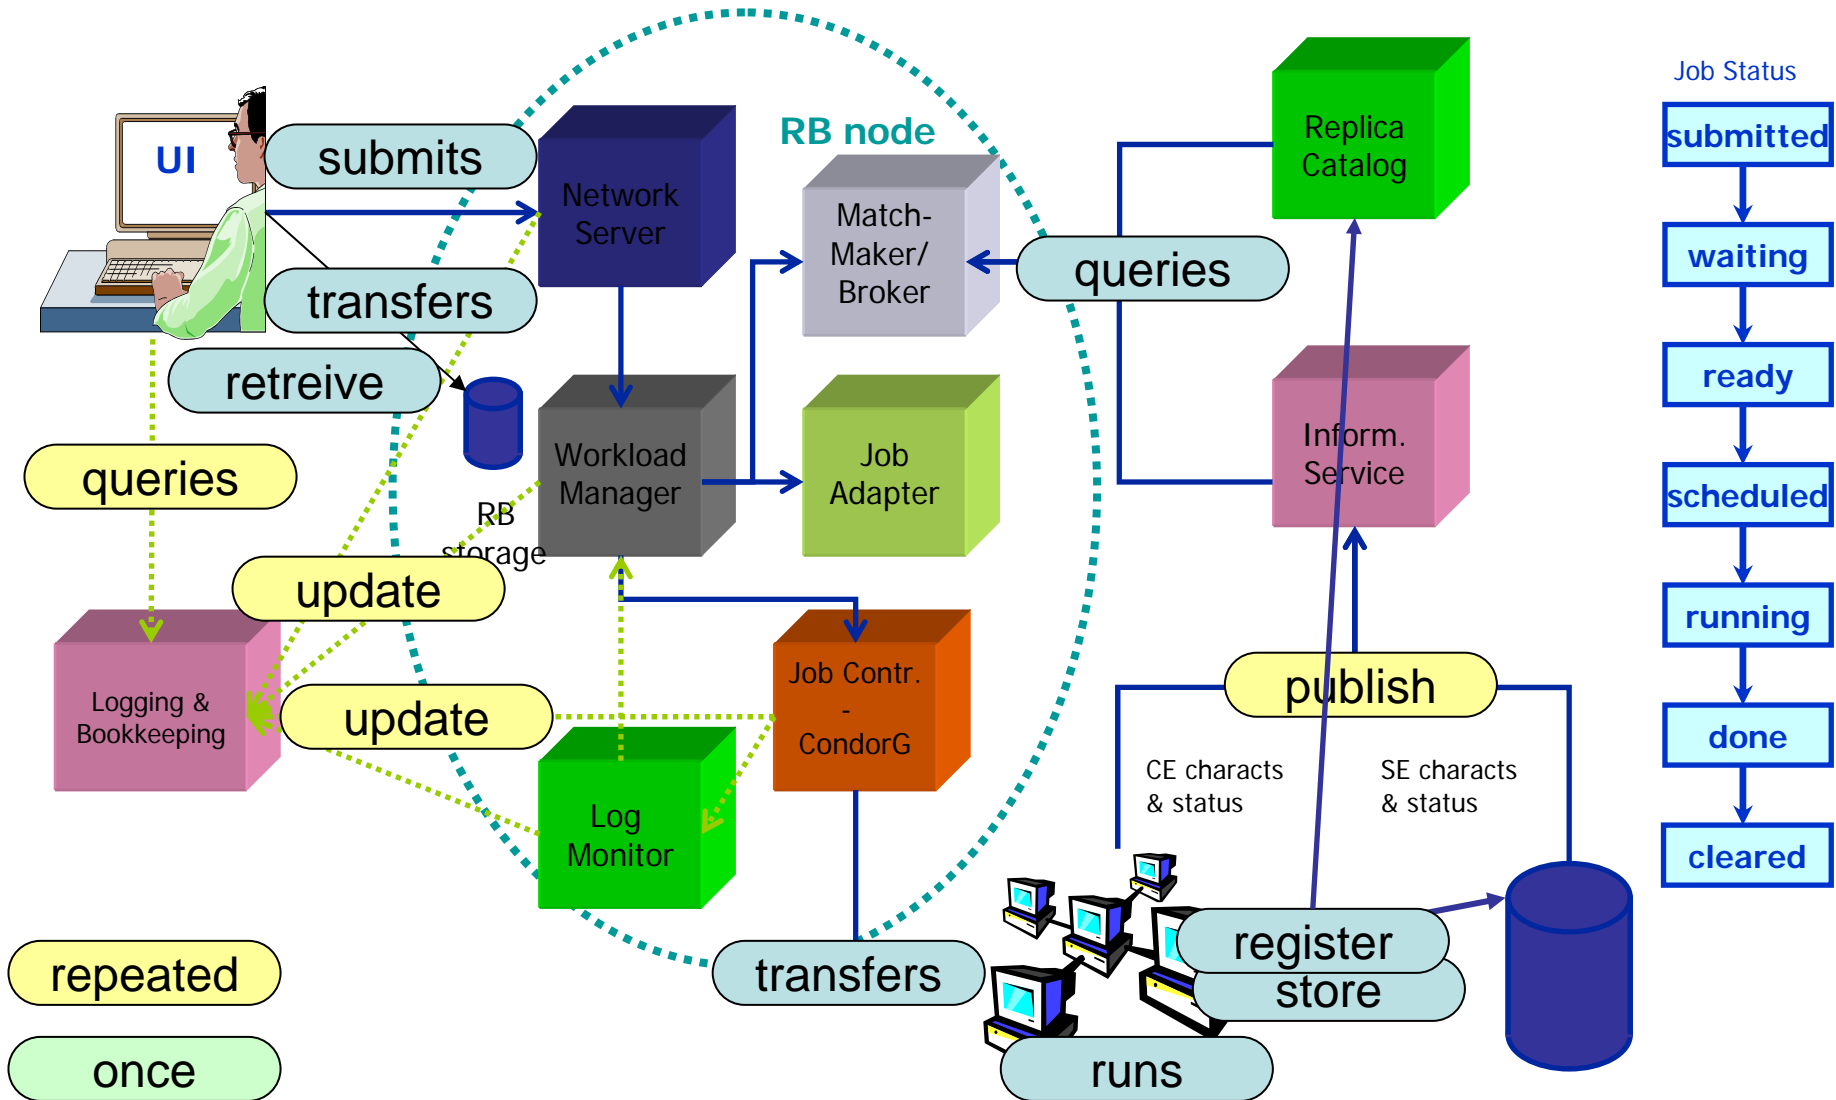 Job Status
submitted
waiting
ready
scheduled
running
done
cleared
UI
submits
transfers
retreive
queries
RB node
Network
Server
Match-
Maker/
Broker
queries
Replica
Catalog
Workload
Manager
Job
Adapter
Inform.
Service
RB
storage
update
update
Logging &
Bookkeeping
Job Contr.
-
CondorG
Log
Monitor
publish
CE characts
& status
SE characts
& status
transfers
register
store
runs
repeated
once